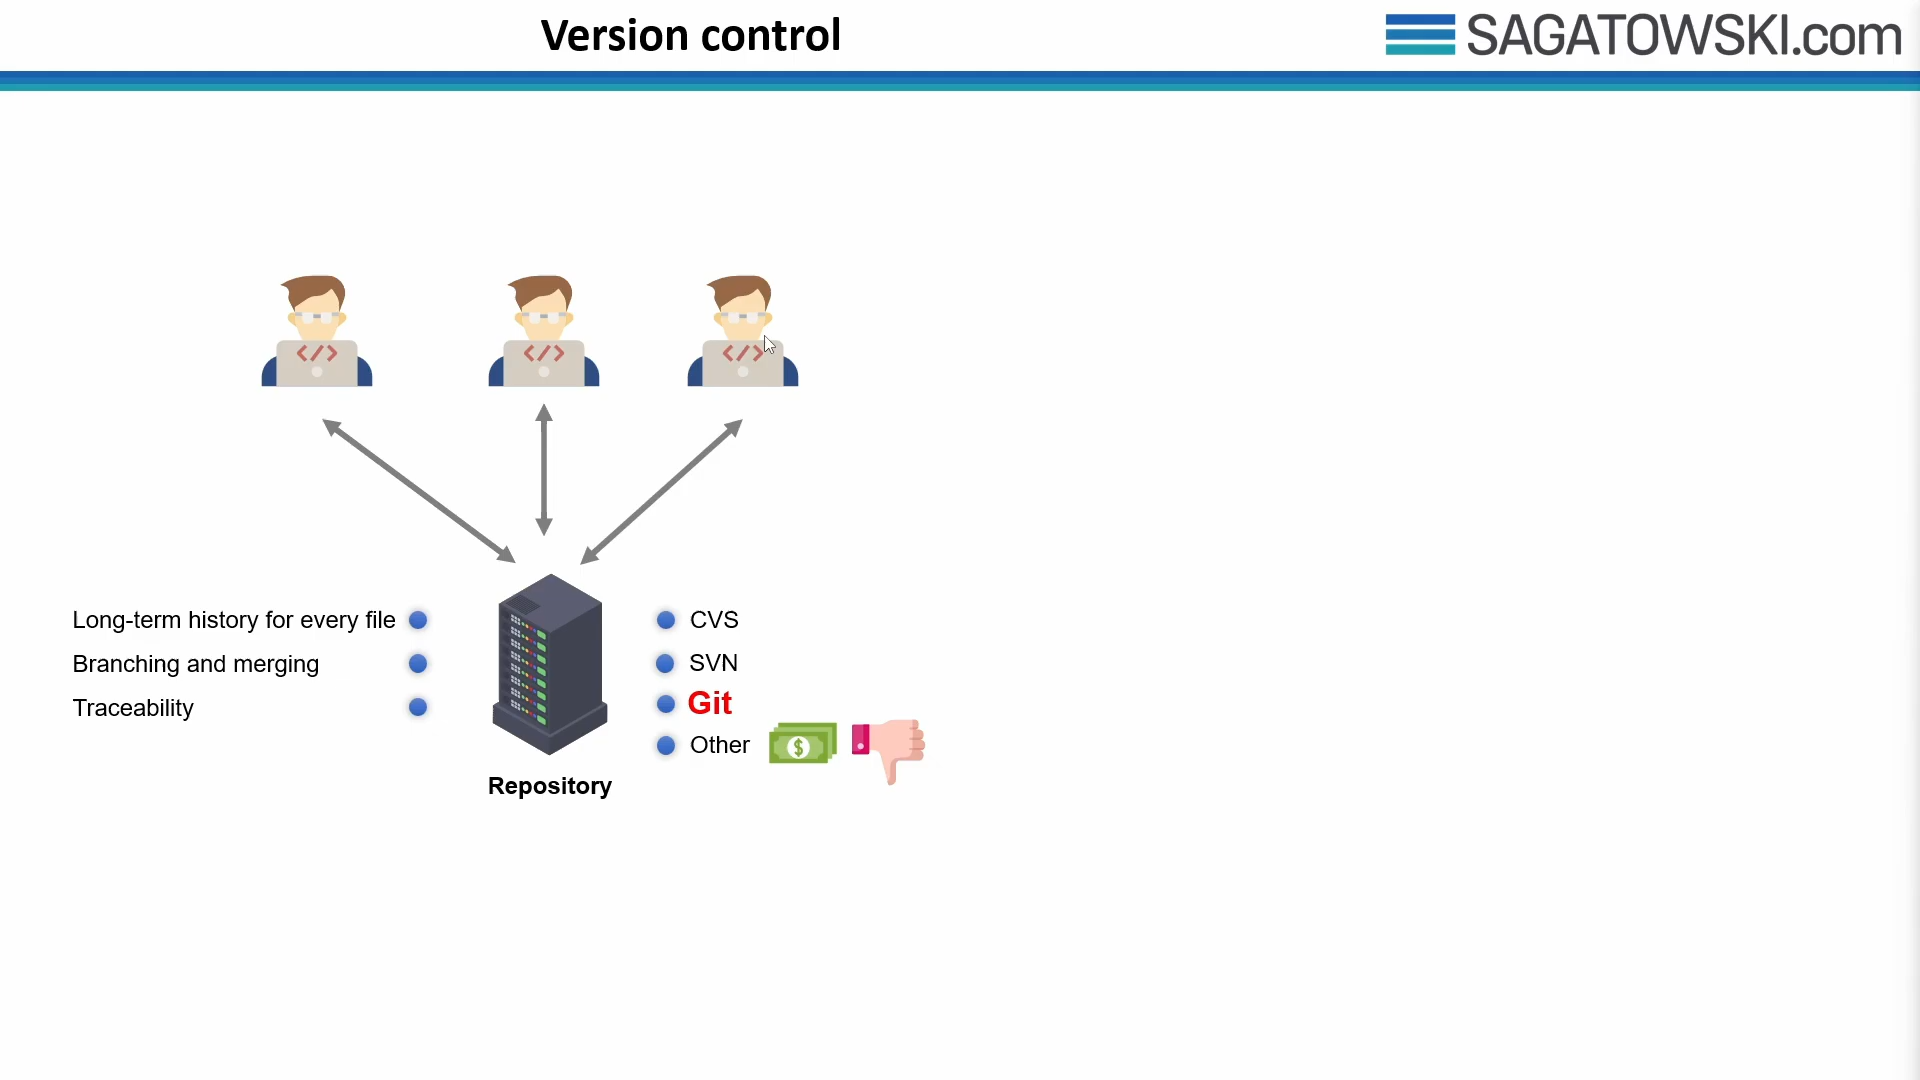 Version control
SAGATOWSKI.com
</>
</>
</>
Long-term history for every file
Branching and merging
Traceability
CVS
SVN
Git
Other
$
Repository